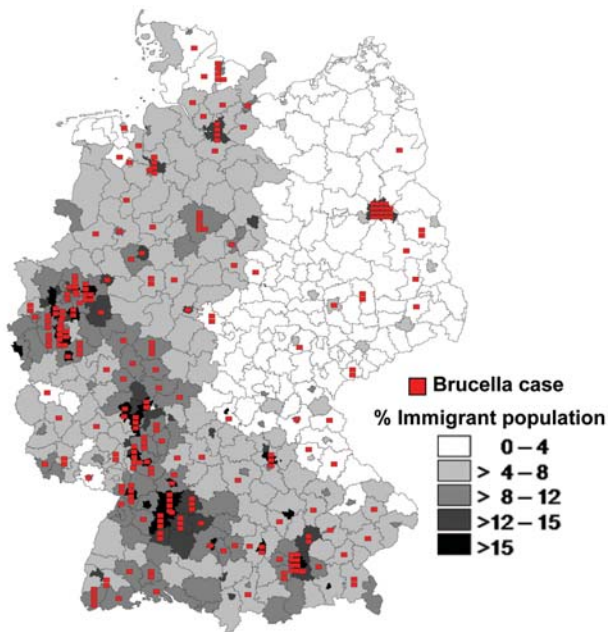 Brucella case
% Immigrant population
0 – 4
> 4 – 8
> 8 – 12
>12 – 15
>15